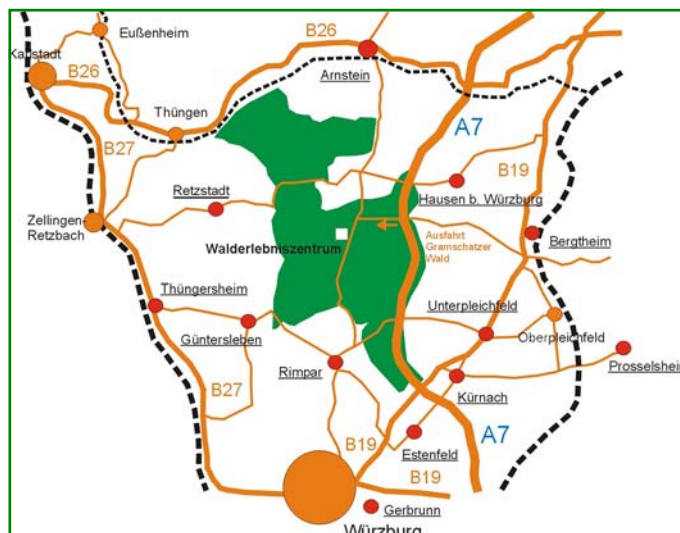 Eußenheim
B26
Karlstadt
B26
Arnstein
Thüngen
A7
B27
B19
Retzstadt
Hausen b. Würzburg
Zellingen-
Retzbach
Walderlebniszentrum
Ausfahrt
Gramschatzer
Wald
Bergtheim
Thüngersheim
Unterpleichfeld
Güntersleben
Oberpleichfeld
Rimpar
Prosselsheim
B27
Kürnach
B19
Estenfeld
A7
B19
Gerbrunn
Würzburg